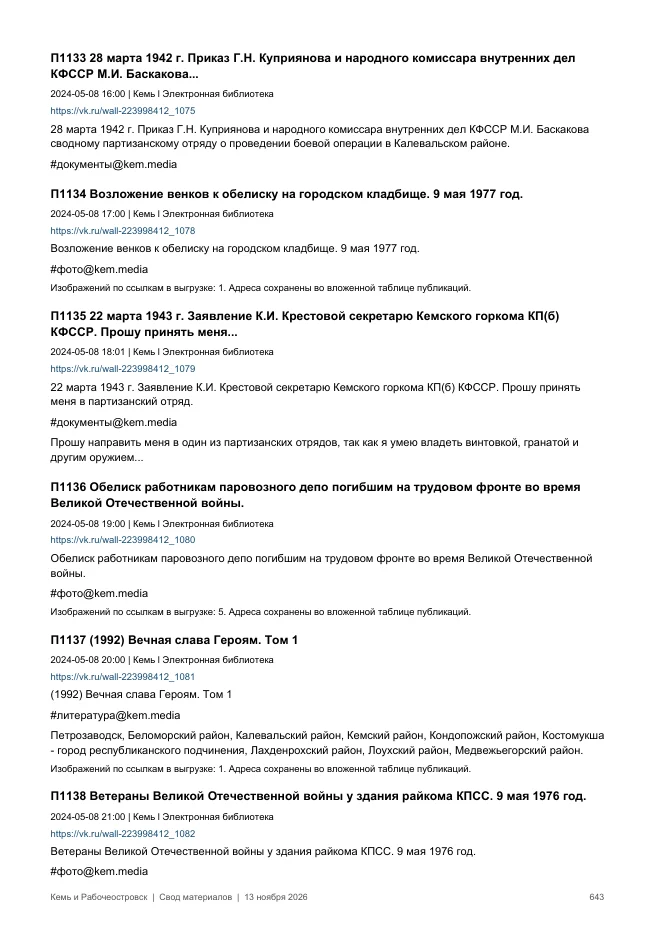 П1133 28 марта 1942 г. Приказ Г.Н. Куприянова и народного комиссара внутренних дел
КФССР М.И. Баскакова...
2024-05-08 16:00 | Кемь I Электронная библиотека
https://vk.ru/wall-223998412_1075
28 марта 1942 г. Приказ Г.Н. Куприянова и народного комиссара внутренних дел КФССР М.И. Баскакова
сводному партизанскому отряду о проведении боевой операции в Калевальском районе.
#документы@kem.media
П1134 Возложение венков к обелиску на городском кладбище. 9 мая 1977 год.
2024-05-08 17:00 | Кемь I Электронная библиотека
https://vk.ru/wall-223998412_1078
Возложение венков к обелиску на городском кладбище. 9 мая 1977 год.
#фото@kem.media
Изображений по ссылкам в выгрузке: 1. Адреса сохранены во вложенной таблице публикаций.
П1135 22 марта 1943 г. Заявление К.И. Крестовой секретарю Кемского горкома КП(б)
КФССР. Прошу принять меня...
2024-05-08 18:01 | Кемь I Электронная библиотека
https://vk.ru/wall-223998412_1079
22 марта 1943 г. Заявление К.И. Крестовой секретарю Кемского горкома КП(б) КФССР. Прошу принять
меня в партизанский отряд.
#документы@kem.media
Прошу направить меня в один из партизанских отрядов, так как я умею владеть винтовкой, гранатой и
другим оружием...
П1136 Обелиск работникам паровозного депо погибшим на трудовом фронте во время
Великой Отечественной войны.
2024-05-08 19:00 | Кемь I Электронная библиотека
https://vk.ru/wall-223998412_1080
Обелиск работникам паровозного депо погибшим на трудовом фронте во время Великой Отечественной
войны.
#фото@kem.media
Изображений по ссылкам в выгрузке: 5. Адреса сохранены во вложенной таблице публикаций.
П1137 (1992) Вечная слава Героям. Том 1
2024-05-08 20:00 | Кемь I Электронная библиотека
https://vk.ru/wall-223998412_1081
(1992) Вечная слава Героям. Том 1
#литература@kem.media
Петрозаводск, Беломорский район, Калевальский район, Кемский район, Кондопожский район, Костомукша
- город республиканского подчинения, Лахденрохский район, Лоухский район, Медвежьегорский район.
Изображений по ссылкам в выгрузке: 1. Адреса сохранены во вложенной таблице публикаций.
П1138 Ветераны Великой Отечественной войны у здания райкома КПСС. 9 мая 1976 год.
2024-05-08 21:00 | Кемь I Электронная библиотека
https://vk.ru/wall-223998412_1082
Ветераны Великой Отечественной войны у здания райкома КПСС. 9 мая 1976 год.
#фото@kem.media
Кемь и Рабочеостровск | Свод материалов | 13 ноября 2026 643